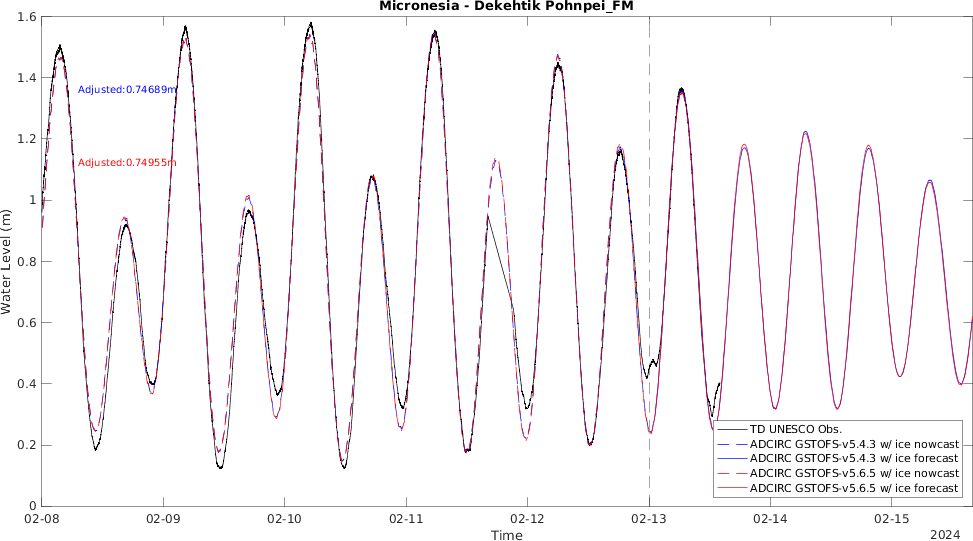 Micronesia - Dekehtik Pohnpei_FM
1.6
1.4
1.2
1
0.8
0.6
0.4
0.2
0
Water Level (m)
Adjusted:0.74689m
Adjusted:0.74955m
TD UNESCO Obs.
ADCIRC GSTOFS-v5.4.3 w/ ice nowcast
ADCIRC GSTOFS-v5.4.3 w/ ice forecast
ADCIRC GSTOFS-v5.6.5 w/ ice nowcast
ADCIRC GSTOFS-v5.6.5 w/ ice forecast
02-08 02-09 02-10 02-11 02-12 02-13 02-14 02-15
Time
2024